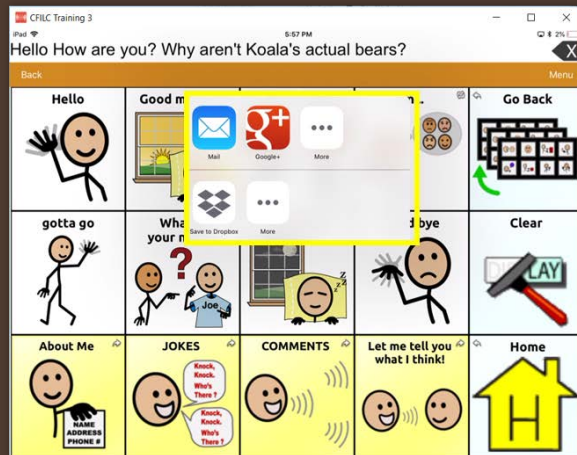 CFILC Training 3
iPad 5:57 PM 2%
Hello How are you? Why aren't Koala's actual bears?
X
Back Menu
Hello Good m Go Back
Mail Google+ More
Save to Dropbox More
gotta go Wha bye Clear
your
Joe
LAY
About Me JOKES COMMENTS Let me tell you Home
what I think!
NAME
ADDRESS
PHONE #
Knock,
Knock.
Who's
There ?
Knock,
Knock.
Who's
There ?
H